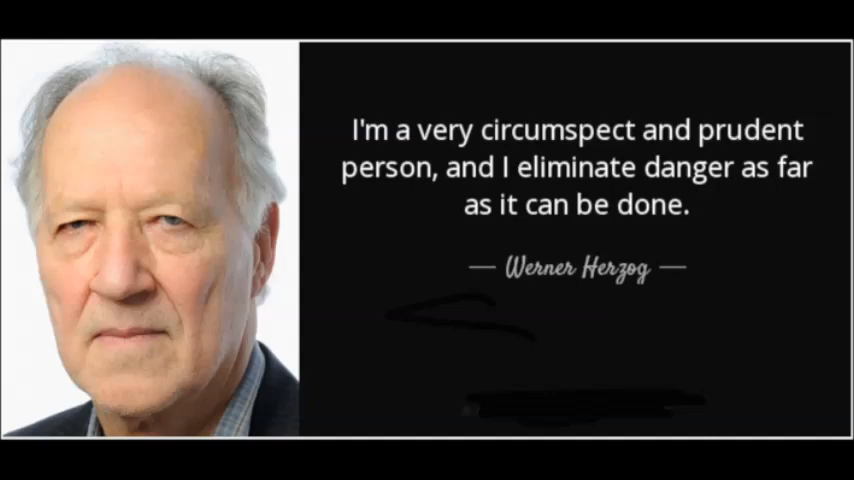 I'm a very circumspect and prudent
person, and I eliminate danger as far
as it can be done.
— Werner Herzog —